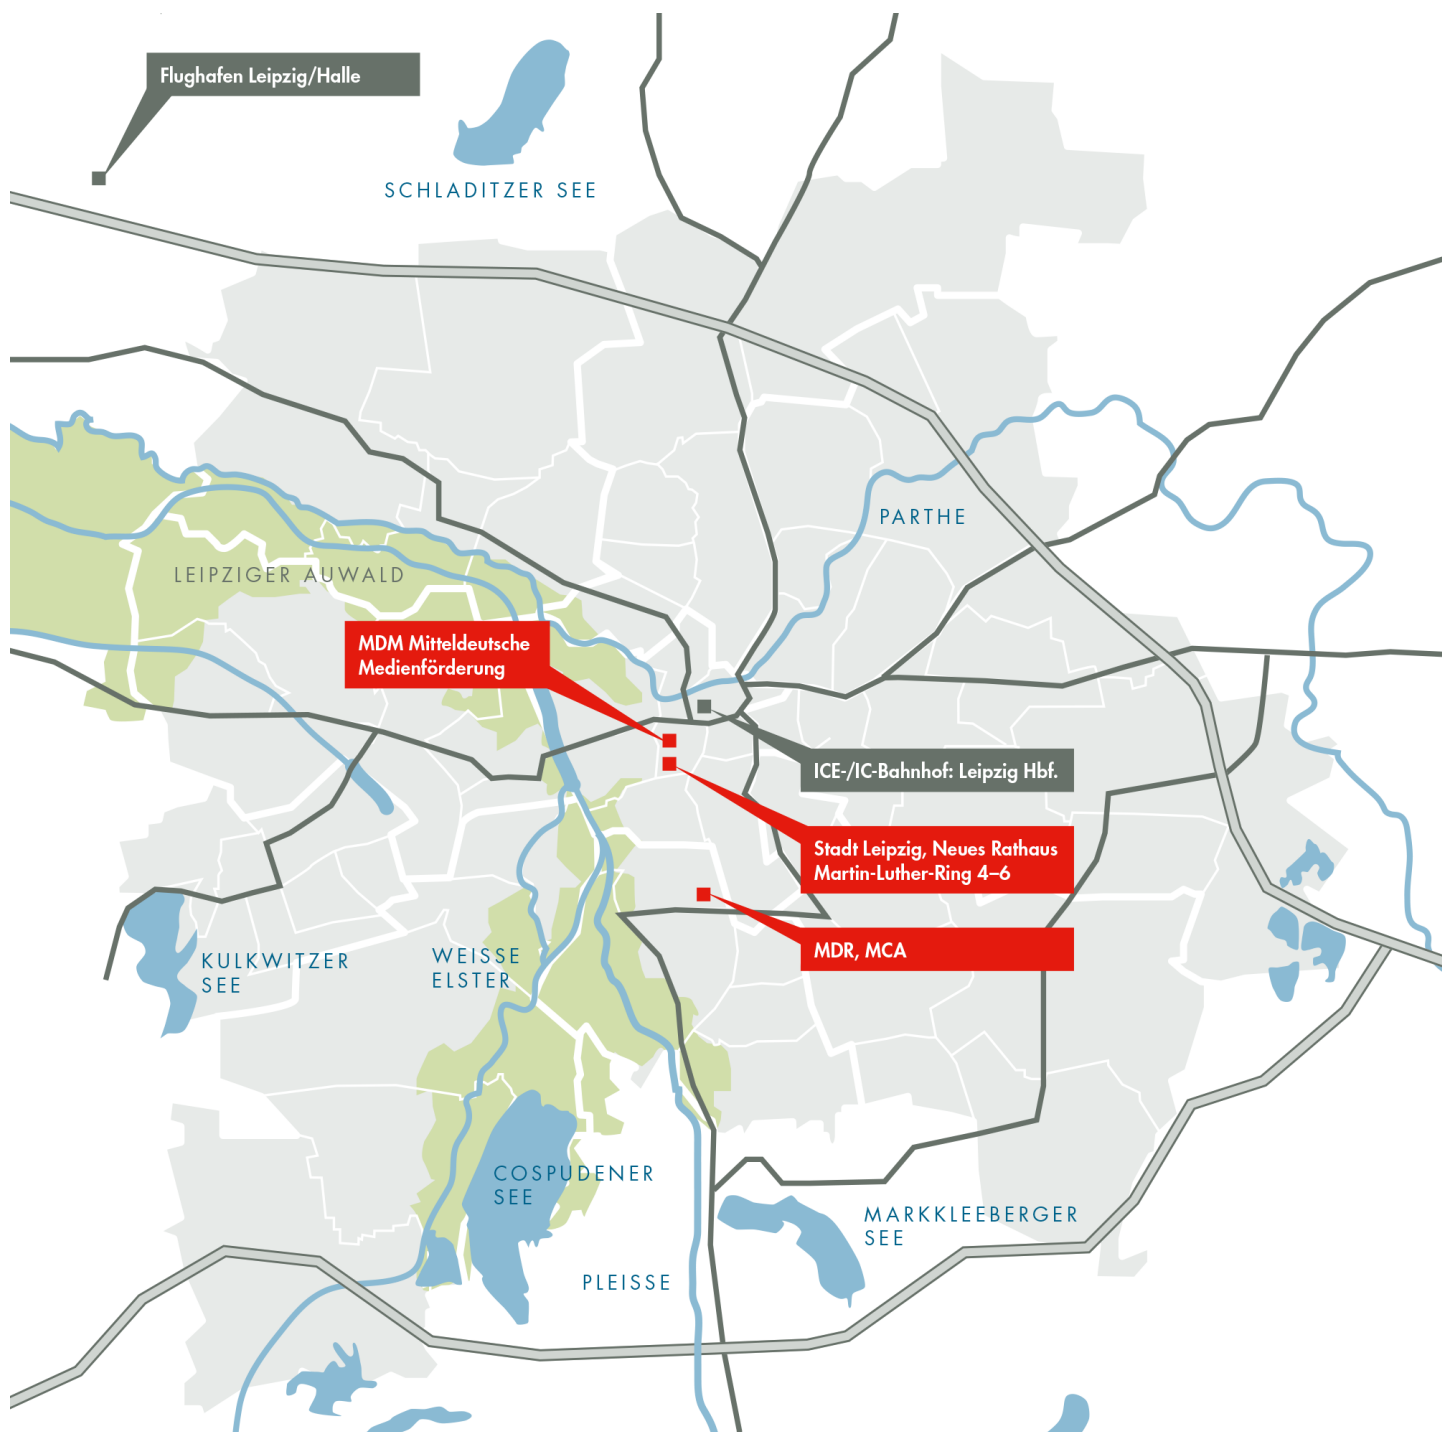 Flughafen Leipzig/Halle
SCHLADITZER SEE
PARTHE
LEIPZIGER AUWALD
MDM Mitteldeutsche
Medienförderung
ICE-/IC-Bahnhof: Leipzig Hbf.
Stadt Leipzig, Neues Rathaus
Martin-Luther-Ring 4–6
MDR, MCA
KULKWITZER
SEE
WEISSE
ELSTER
COSPUDENER
SEE
MARKKLEEBERGER
SEE
PLEISSE